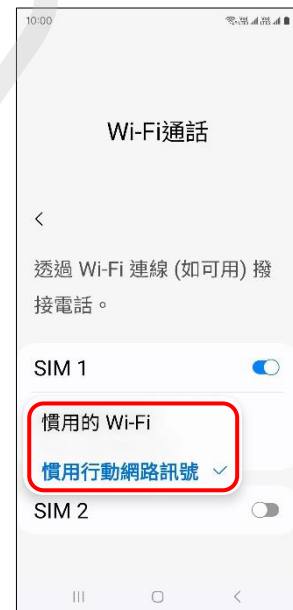 10:00
Wi-Fi通話
透過 Wi-Fi 連線 (如可用) 撥
接電話。
SIM 1
慣用的 Wi-Fi
慣用行動網路訊號
SIM 2